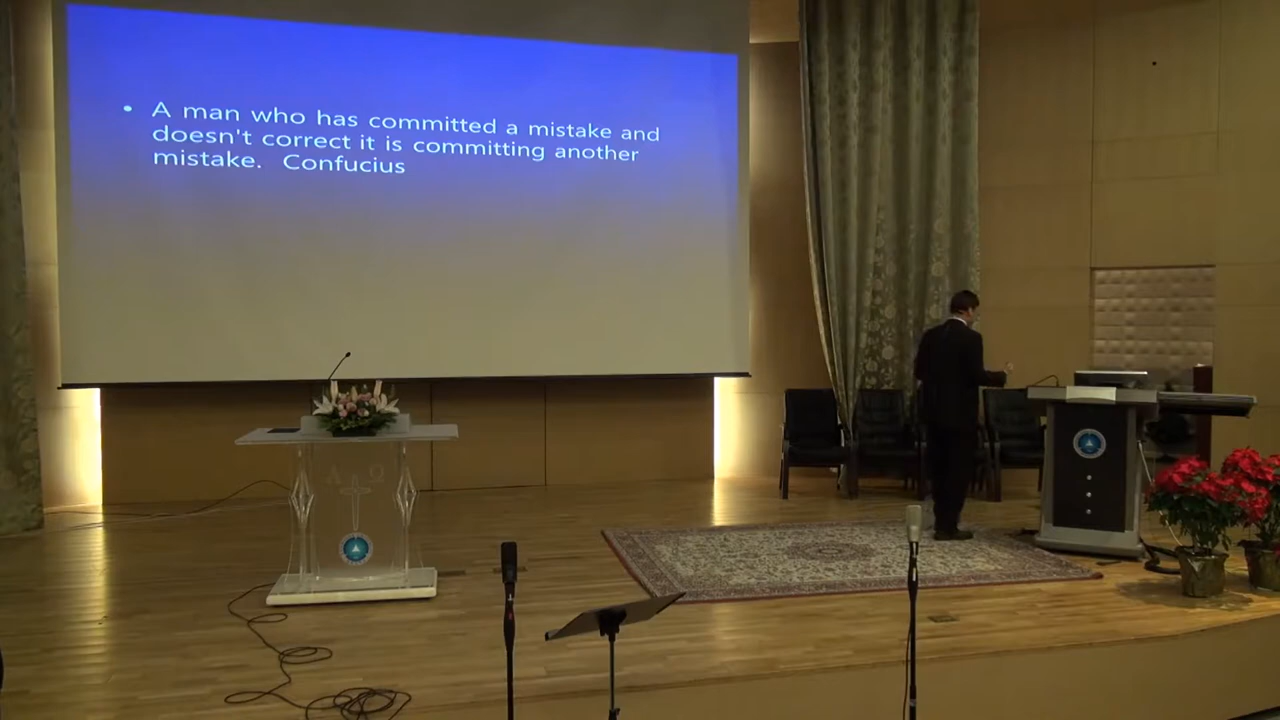 • A man who has committed a mistake and
doesn't correct it is committing another
mistake. Confucius
Α Ω